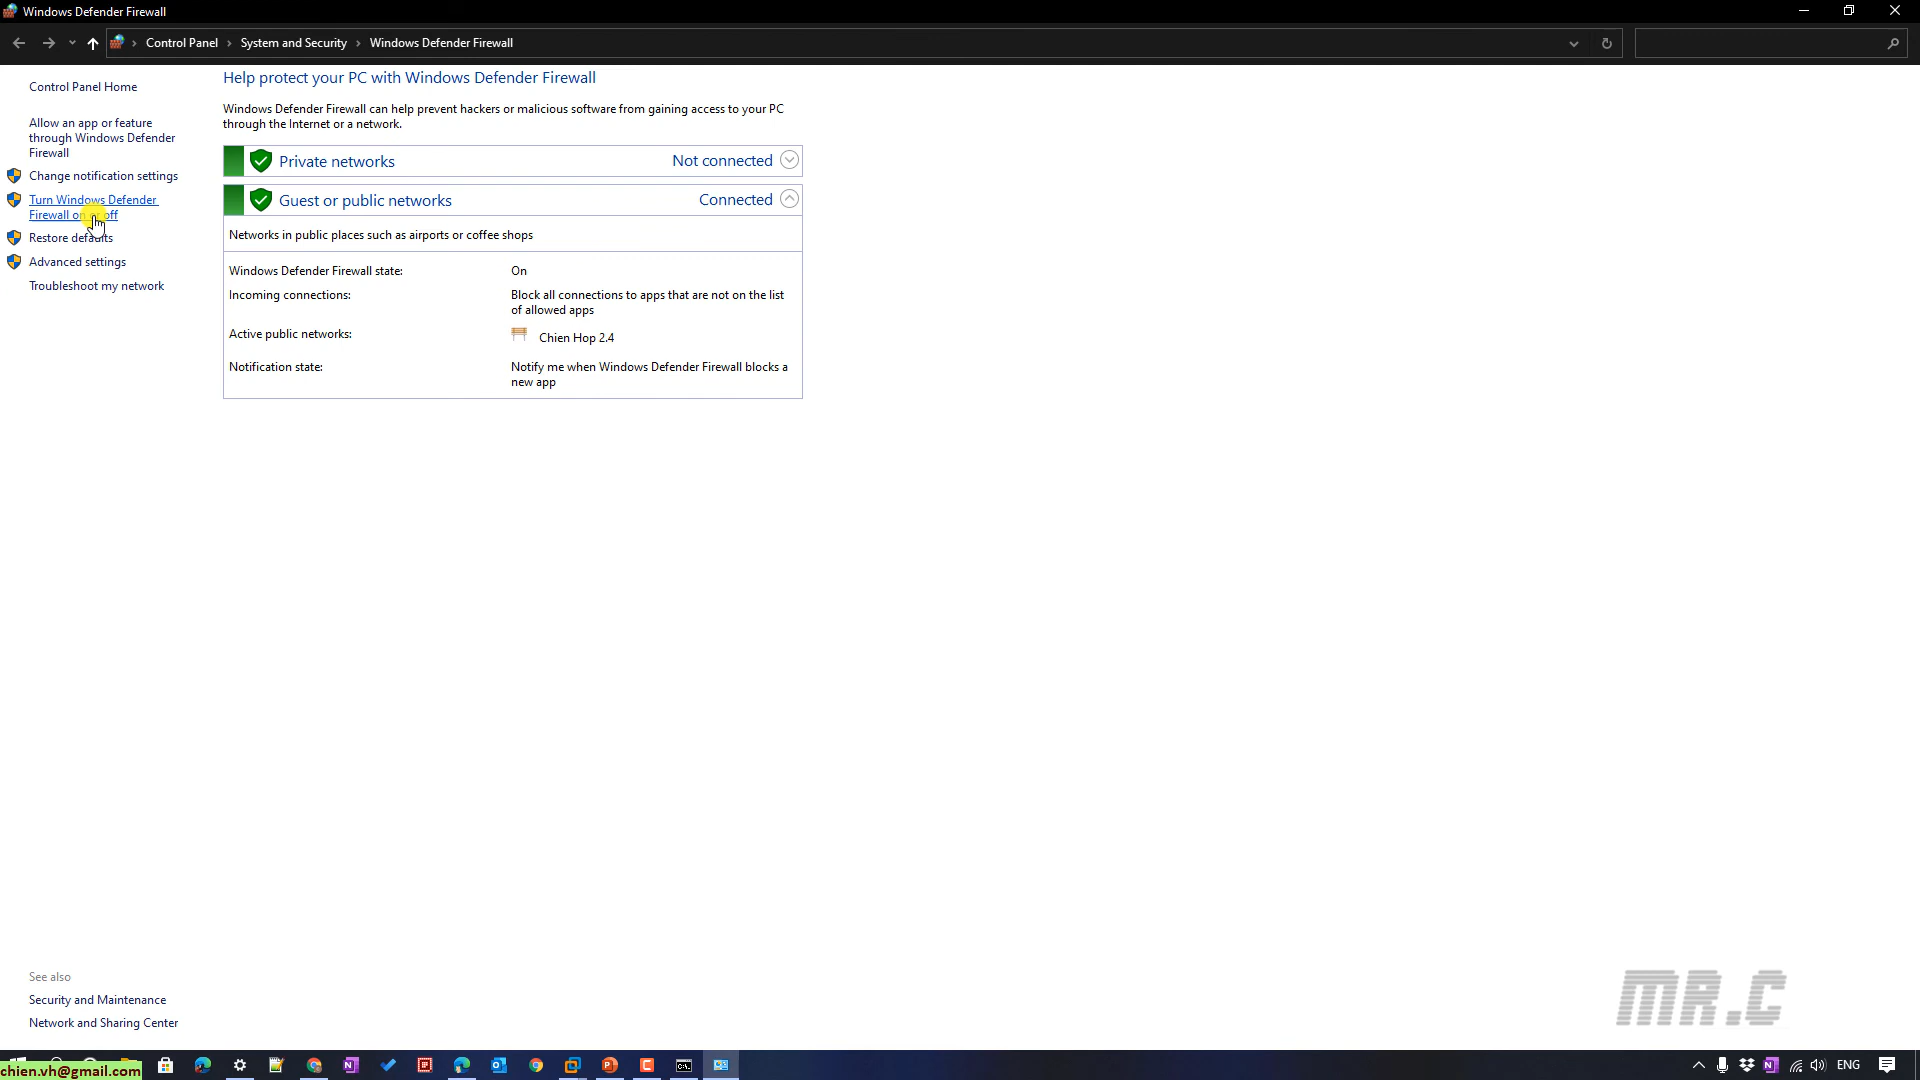 Windows Defender Firewall
Control Panel > System and Security > Windows Defender Firewall
Control Panel Home
Allow an app or feature
through Windows Defender
Firewall
Change notification settings
Turn Windows Defender
Firewall on or off
Restore defaults
Advanced settings
Troubleshoot my network
Help protect your PC with Windows Defender Firewall
Windows Defender Firewall can help prevent hackers or malicious software from gaining access to your PC
through the Internet or a network.
Private networks Not connected
Guest or public networks Connected
Networks in public places such as airports or coffee shops
Windows Defender Firewall state: On
Incoming connections: Block all connections to apps that are not on the list
of allowed apps
Active public networks: Chien Hop 2.4
Notification state: Notify me when Windows Defender Firewall blocks a
new app
See also
Security and Maintenance
Network and Sharing Center
MR.C
chien.vh@gmail.com
ENG